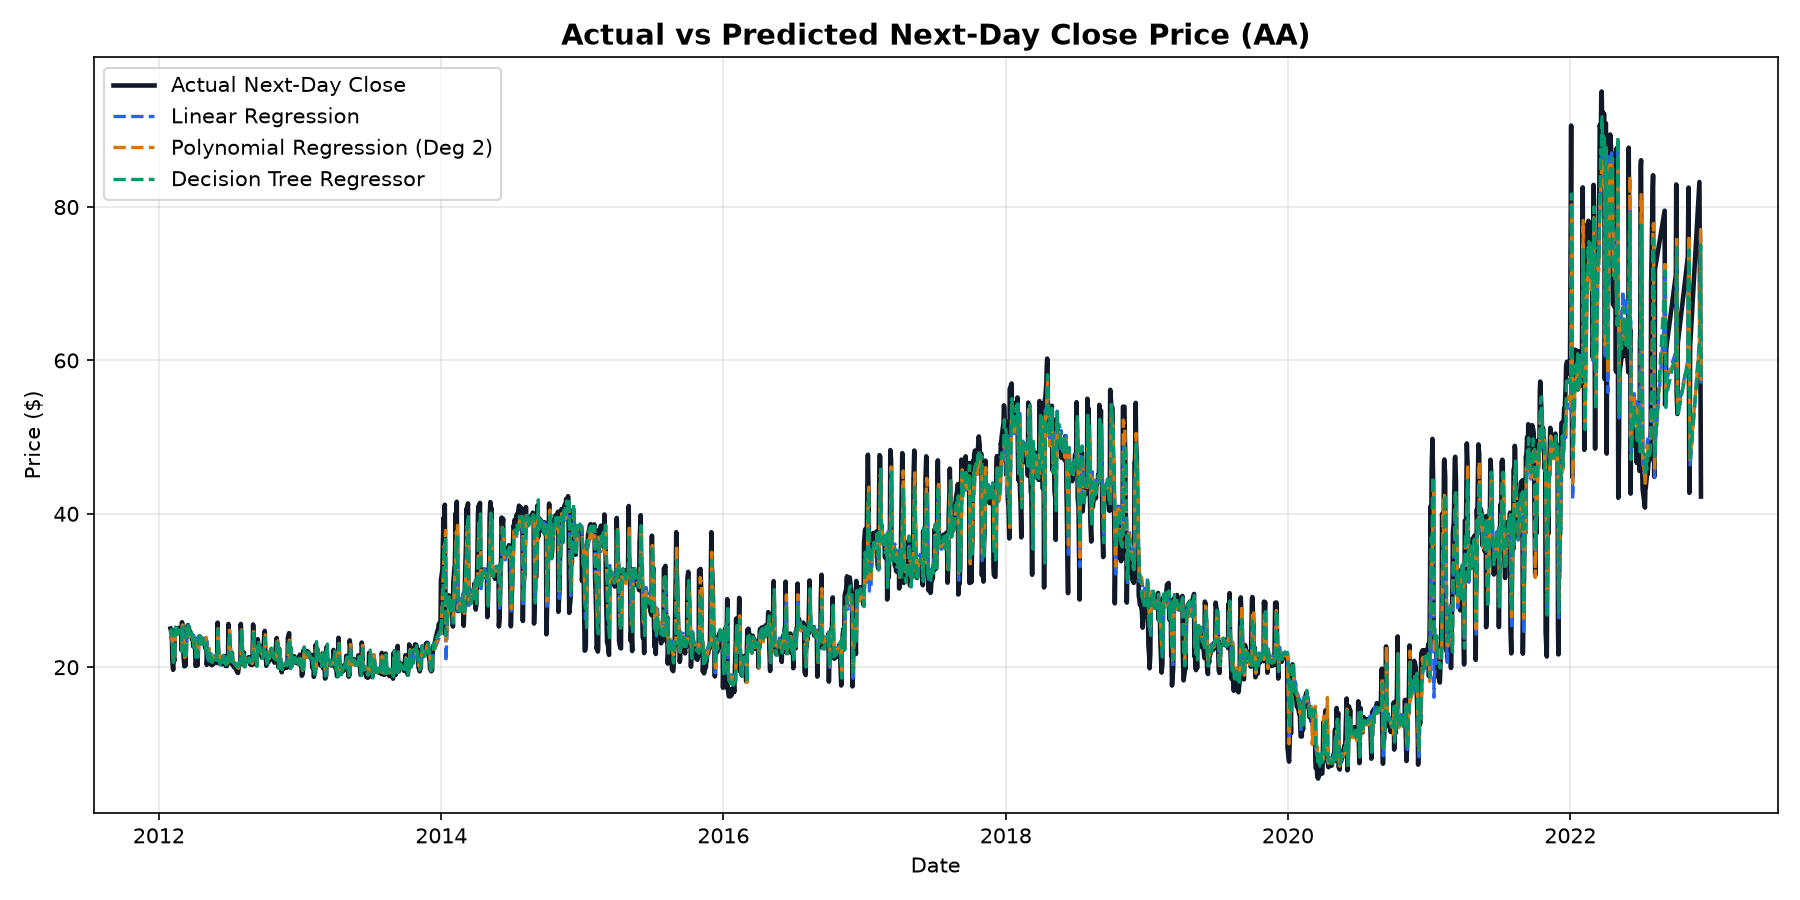 Actual vs Predicted Next-Day Close Price (AA)
Actual Next-Day Close
Linear Regression
Polynomial Regression (Deg 2)
Decision Tree Regressor
Price ($)
80
60
40
20
2012 2014 2016 2018 2020 2022
Date